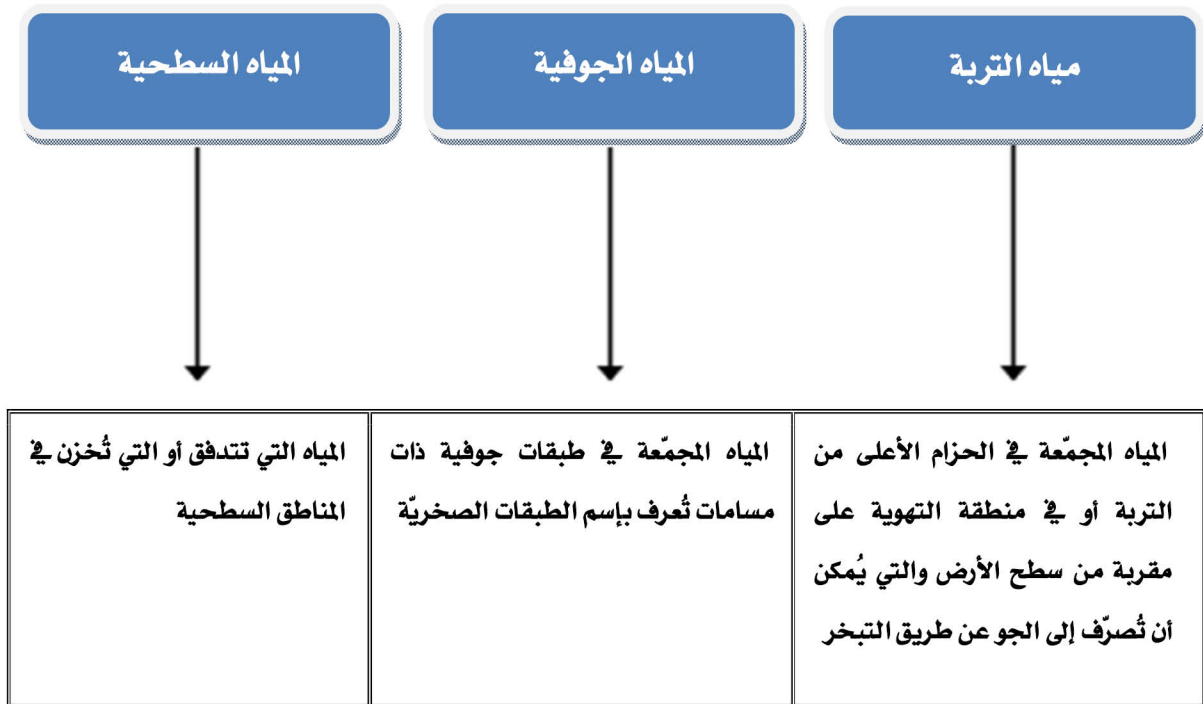 مياه التربة
المياه الجوفية
المياه السطحية
المياه المجمّعة في الحزام الأعلى من
التربة أو في منطقة التهوية على
مقربة من سطح الأرض والتي يُمكن
أن تُصرّف إلى الجو عن طريق التبخر
المياه المجمّعة في طبقات جوفية ذات
مسامات تُعرف بإسم الطبقات الصخريّة
المياه التي تتدفق أو التي تُخزن في
المناطق السطحية